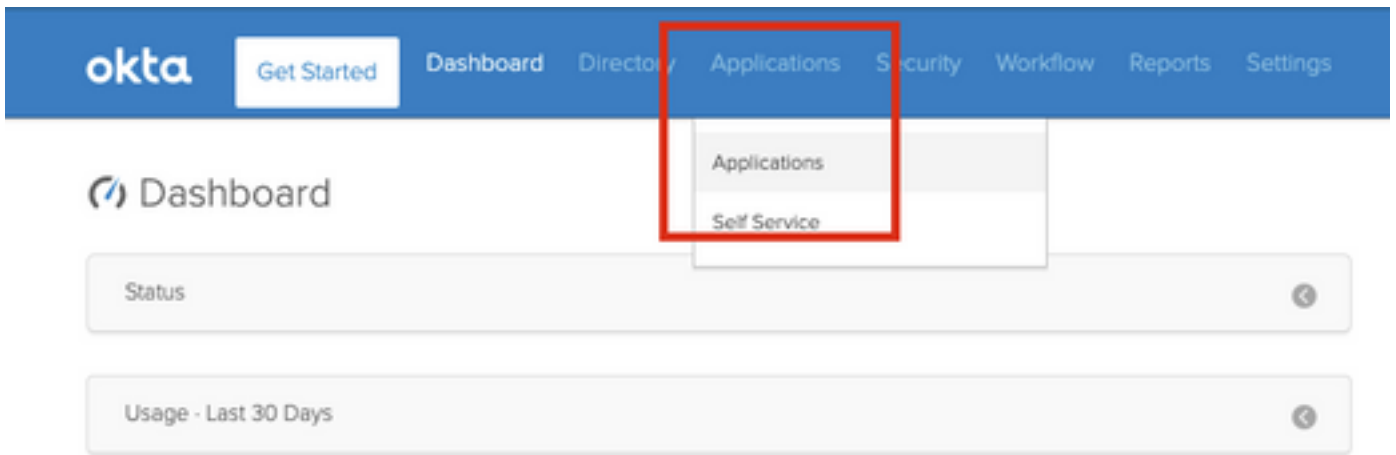 okta Get Started Dashboard Directory Applications Security Workflow Reports Settings
Applications
Dashboard
Self Service
Status
Usage - Last 30 Days